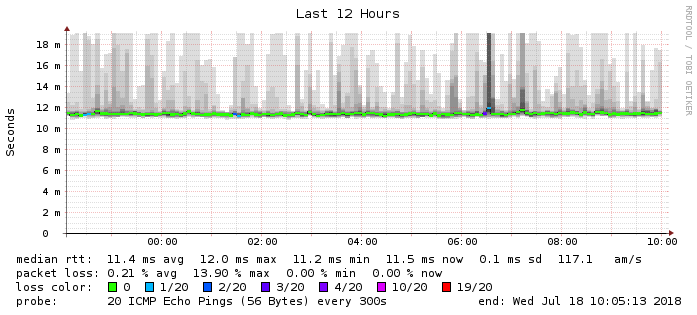 Last 12 Hours
RRDTOOL / TOBI OETIKER
Seconds
18 m
16 m
14 m
12 m
10 m
8 m
6 m
4 m
2 m
0
00:00 02:00 04:00 06:00 08:00 10:00
median rtt: 11.4 ms avg 12.0 ms max 11.2 ms min 11.5 ms now 0.1 ms sd 117.1 am/s
packet loss: 0.21 % avg 13.90 % max 0.00 % min 0.00 % now
loss color: 0 1/20 2/20 3/20 4/20 10/20 19/20
probe: 20 ICMP Echo Pings (56 Bytes) every 300s end: Wed Jul 18 10:05:13 2018